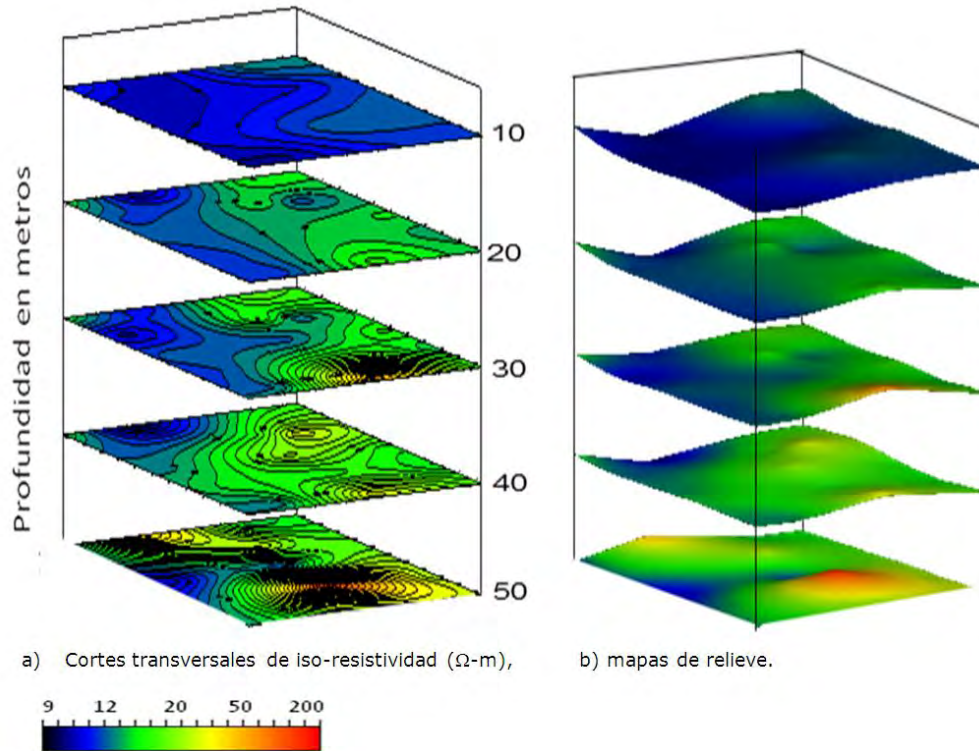 Profundidad en metros
10
20
30
40
50
a) Cortes transversales de iso-resistividad (Ω-m), b) mapas de relieve.
9 12 20 50 200